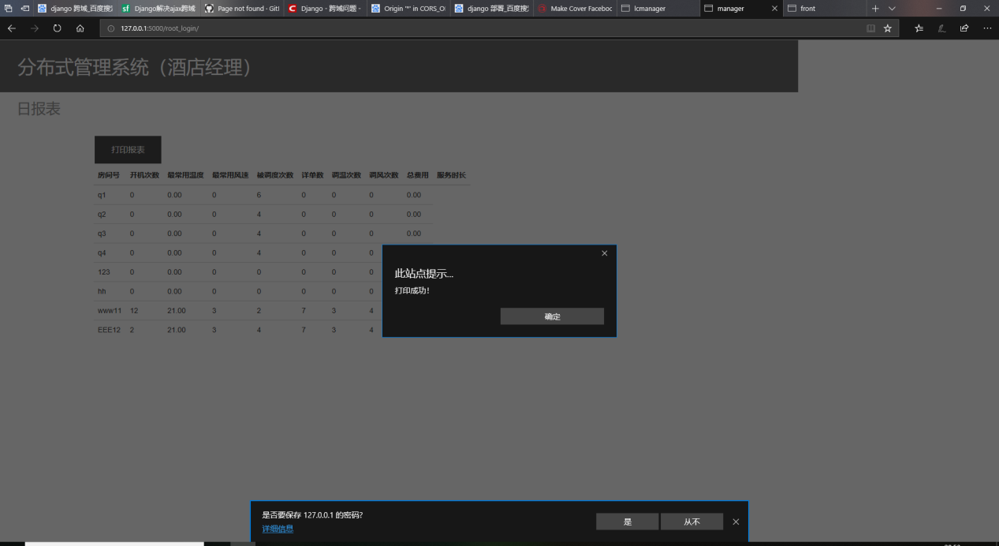 django 跨域_百度搜
Django解决ajax跨域
Page not found · Git
Django - 跨域问题 -
Origin '*' in CORS_O
django 部署_百度搜
Make Cover Faceboc
lcmanager
manager
front
127.0.0.1:5000/root_login/
分布式管理系统（酒店经理）
日报表
打印报表
房间号 开机次数 最常用温度 最常用风速 被调度次数 详单数 调温次数 调风次数 总费用 服务时长
q1 0 0.00 0 6 0 0 0 0.00
q2 0 0.00 0 4 0 0 0 0.00
q3 0 0.00 0 4 0 0 0 0.00
q4 0 0.00 0 4 0 0 0
123 0 0.00 0 0 0 0 0
hh 0 0.00 0 0 0 0 0
www11 12 21.00 3 2 7 3 4
EEE12 2 21.00 3 4 7 3 4
此站点提示...
打印成功！
确定
是否要保存 127.0.0.1 的密码?
详细信息
是
从不